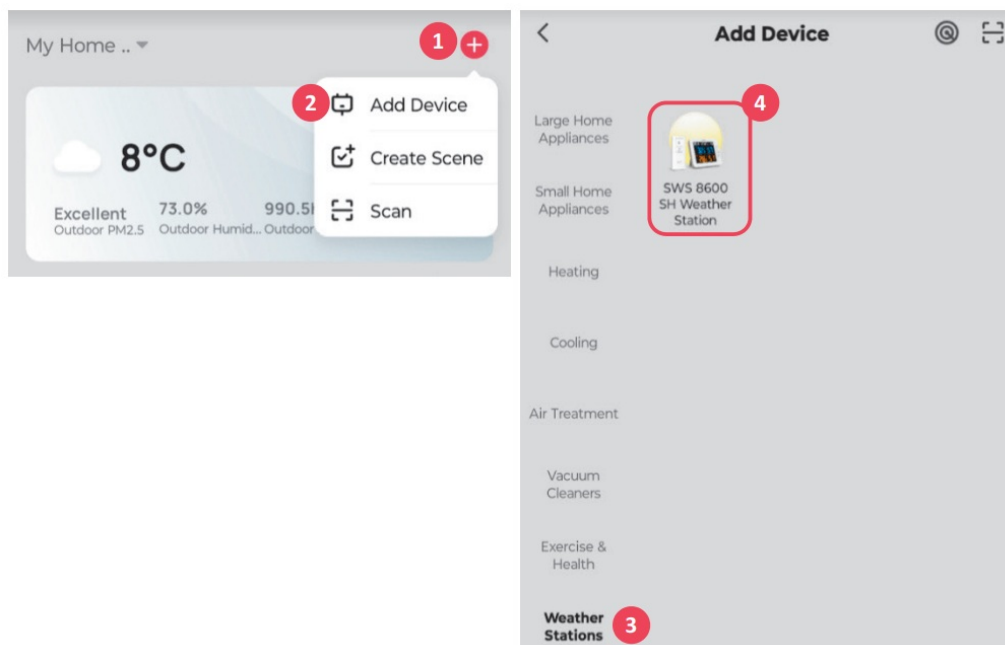 My Home ..
1
2
Add Device
Create Scene
Scan
8°C
Excellent
Outdoor PM2.5
73.0%
Outdoor Humid...
990.5
Outdoor
Add Device
Large Home
Appliances
Small Home
Appliances
Heating
Cooling
Air Treatment
Vacuum
Cleaners
Exercise &
Health
Weather
Stations
3
4
SWS 8600
SH Weather
Station